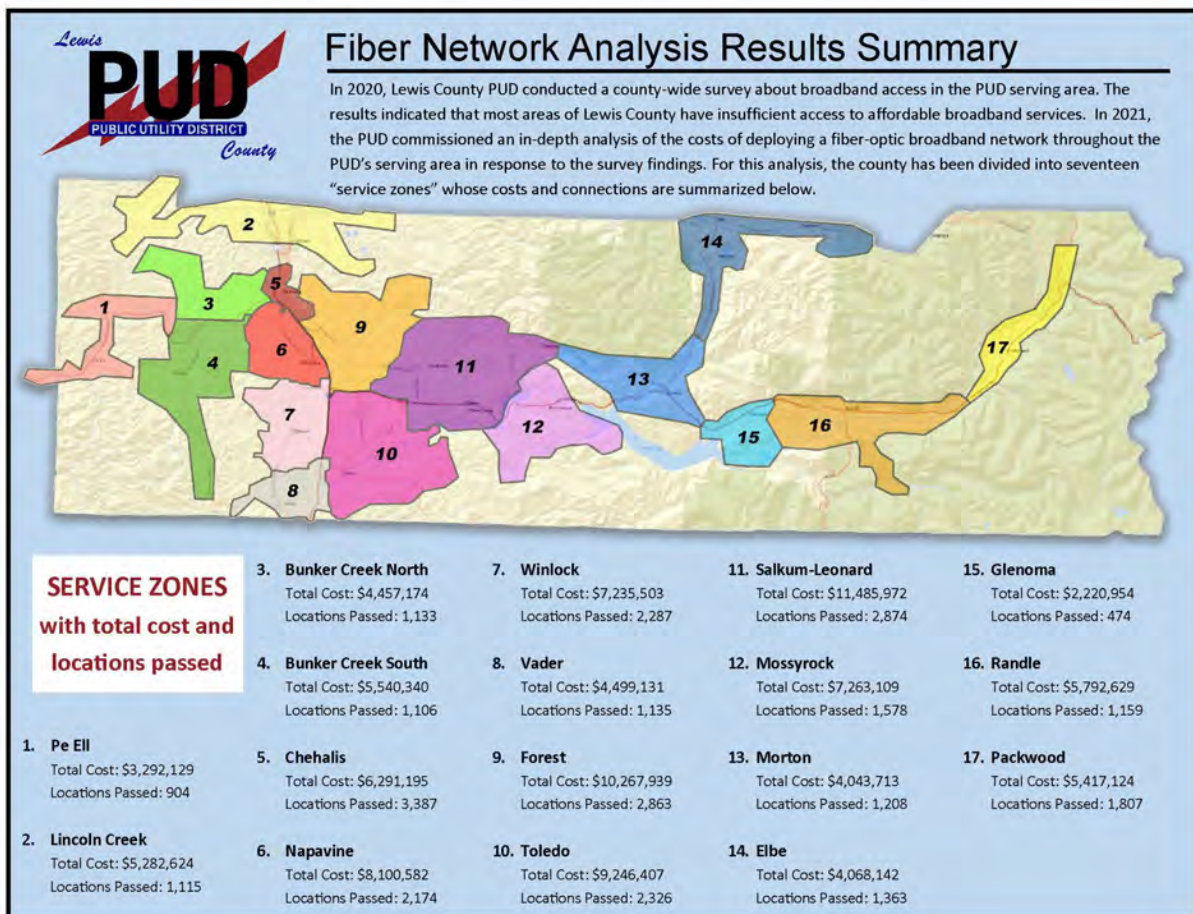 Lewis
PUD
PUBLIC UTILITY DISTRICT
County
Fiber Network Analysis Results Summary
In 2020, Lewis County PUD conducted a county-wide survey about broadband access in the PUD serving area. The
results indicated that most areas of Lewis County have insufficient access to affordable broadband services. In 2021,
the PUD commissioned an in-depth analysis of the costs of deploying a fiber-optic broadband network throughout the
PUD's serving area in response to the survey findings. For this analysis, the county has been divided into seventeen
"service zones" whose costs and connections are summarized below.
1
2
3
4
5
6
7
8
9
10
11
12
13
14
15
16
17
SERVICE ZONES
with total cost and
locations passed
1. Pe Ell
Total Cost: $3,292,129
Locations Passed: 904
2. Lincoln Creek
Total Cost: $5,282,624
Locations Passed: 1,115
3. Bunker Creek North
Total Cost: $4,457,174
Locations Passed: 1,133
4. Bunker Creek South
Total Cost: $5,540,340
Locations Passed: 1,106
5. Chehalis
Total Cost: $6,291,195
Locations Passed: 3,387
6. Napavine
Total Cost: $8,100,582
Locations Passed: 2,174
7. Winlock
Total Cost: $7,235,503
Locations Passed: 2,287
8. Vader
Total Cost: $4,499,131
Locations Passed: 1,135
9. Forest
Total Cost: $10,267,939
Locations Passed: 2,863
10. Toledo
Total Cost: $9,246,407
Locations Passed: 2,326
11. Salkum-Leonard
Total Cost: $11,485,972
Locations Passed: 2,874
12. Mossyrock
Total Cost: $7,263,109
Locations Passed: 1,578
13. Morton
Total Cost: $4,043,713
Locations Passed: 1,208
14. Elbe
Total Cost: $4,068,142
Locations Passed: 1,363
15. Glenoma
Total Cost: $2,220,954
Locations Passed: 474
16. Randle
Total Cost: $5,792,629
Locations Passed: 1,159
17. Packwood
Total Cost: $5,417,124
Locations Passed: 1,807